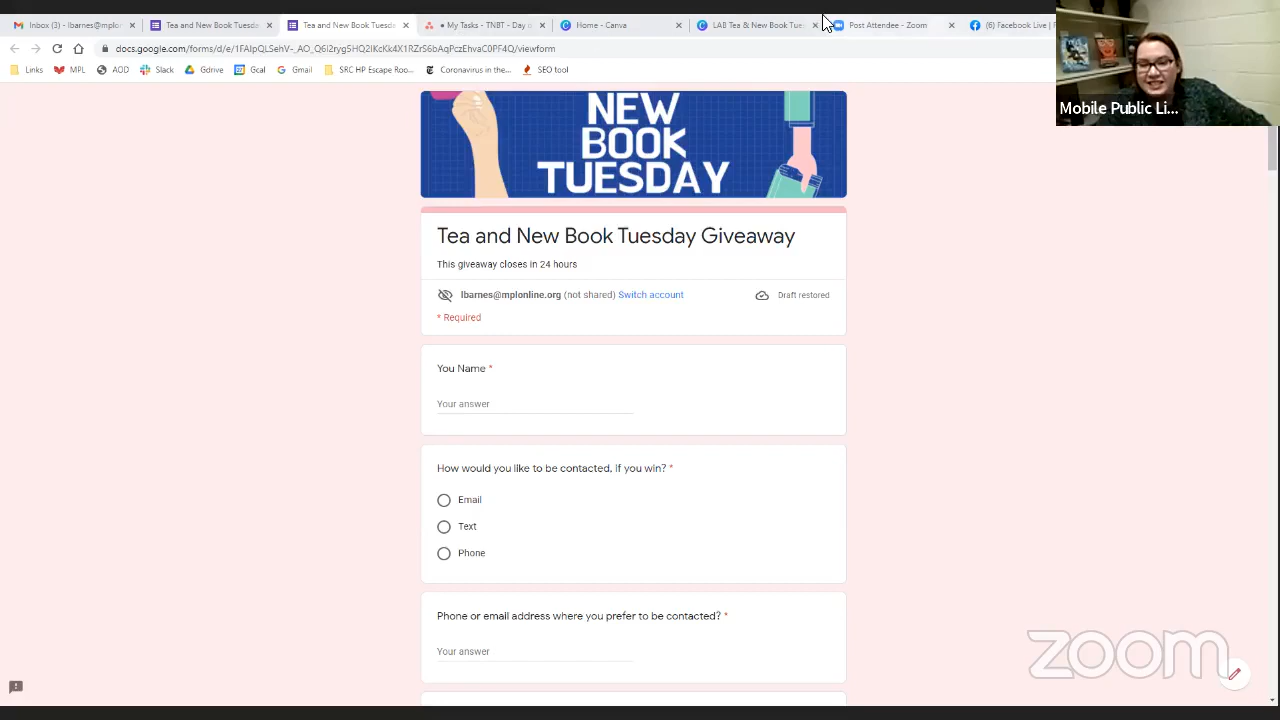 Inbox (3) - lbarnes@mplon
Tea and New Book Tuesday
Tea and New Book Tuesday
• My Tasks - TNBT - Day o
Home - Canva
LAB Tea & New Book Tues
Post Attendee - Zoom
(6) Facebook Live | F
docs.google.com/forms/d/e/
/viewform
Links
MPL
AOD
Slack
Gdrive
Gcal
Gmail
SRC HP Escape Roo...
Coronavirus in the...
SEO tool
Mobile Public Li...
NEW
BOOK
TUESDAY
Tea and New Book Tuesday Giveaway
This giveaway closes in 24 hours
lbarnes@mplonline.org (not shared) Switch account
Draft restored
* Required
You Name *
Your answer
How would you like to be contacted, if you win? *
Email
Text
Phone
Phone or email address where you prefer to be contacted? *
Your answer
zoom